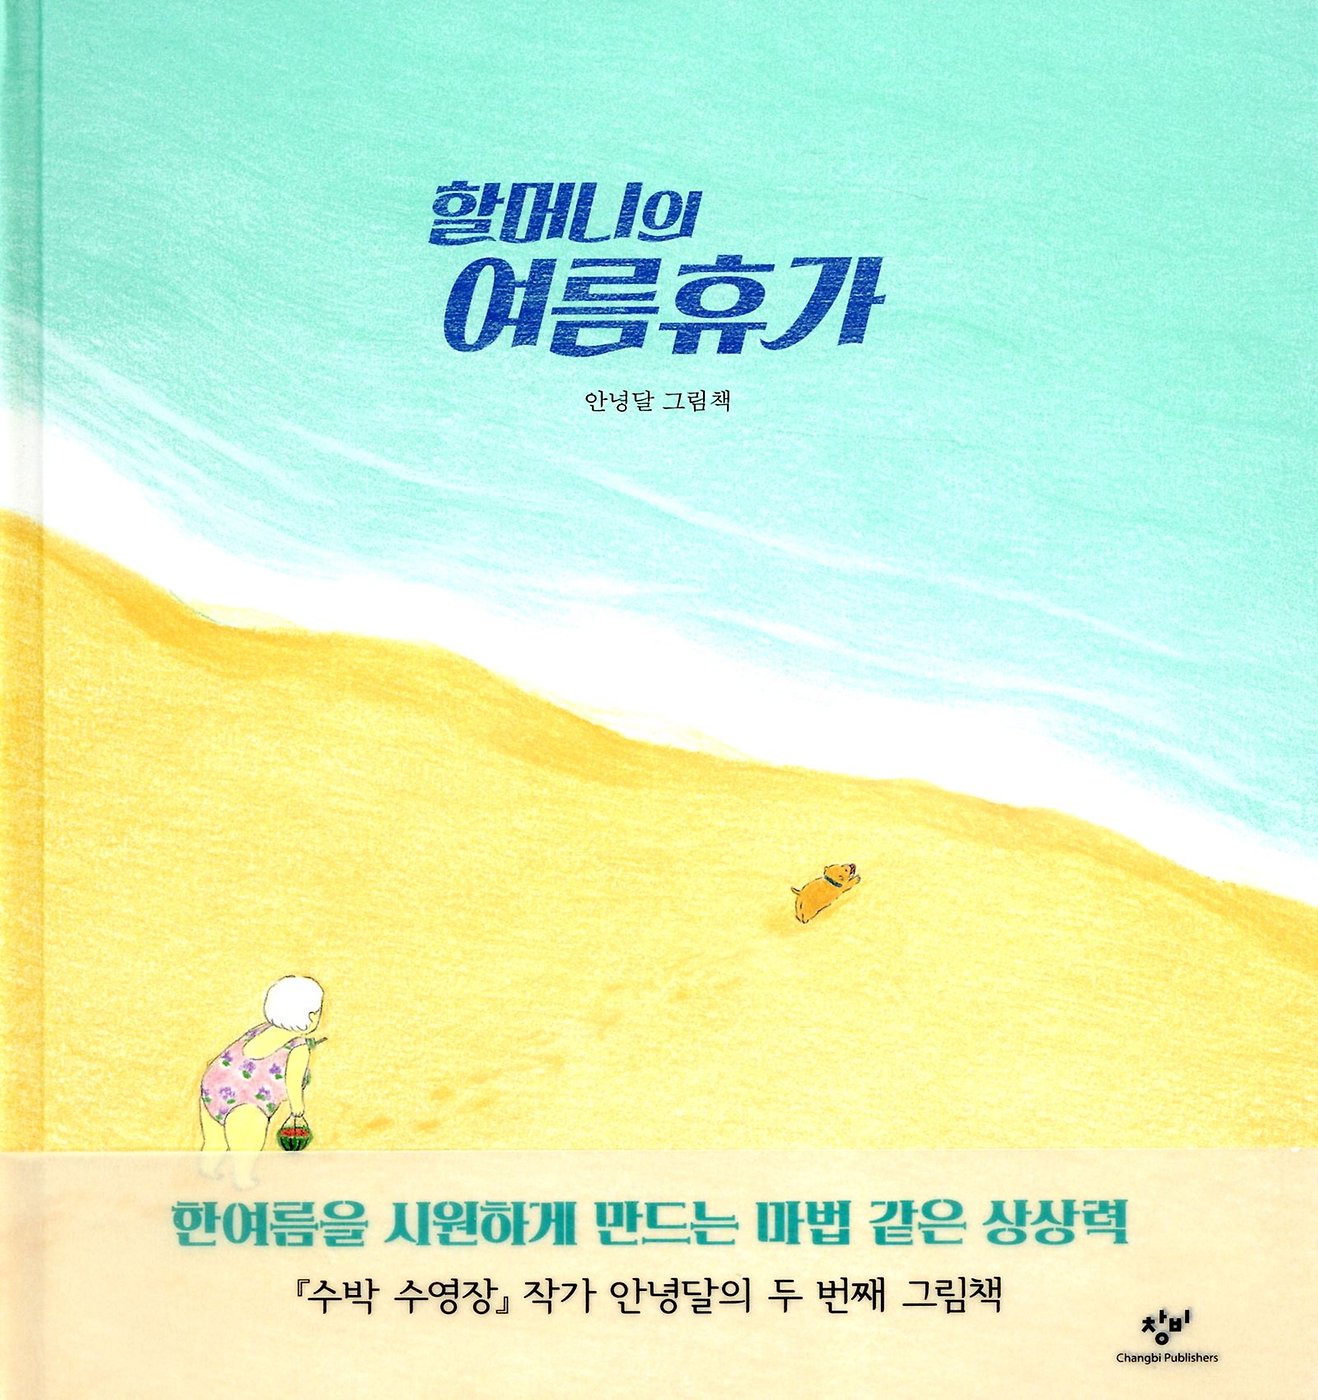 할머니의
여름휴가
안녕달 그림책
한여름을 시원하게 만드는 마법 같은 상상력
『수박 수영장』 작가 안녕달의 두 번째 그림책
창비
Changbi Publishers